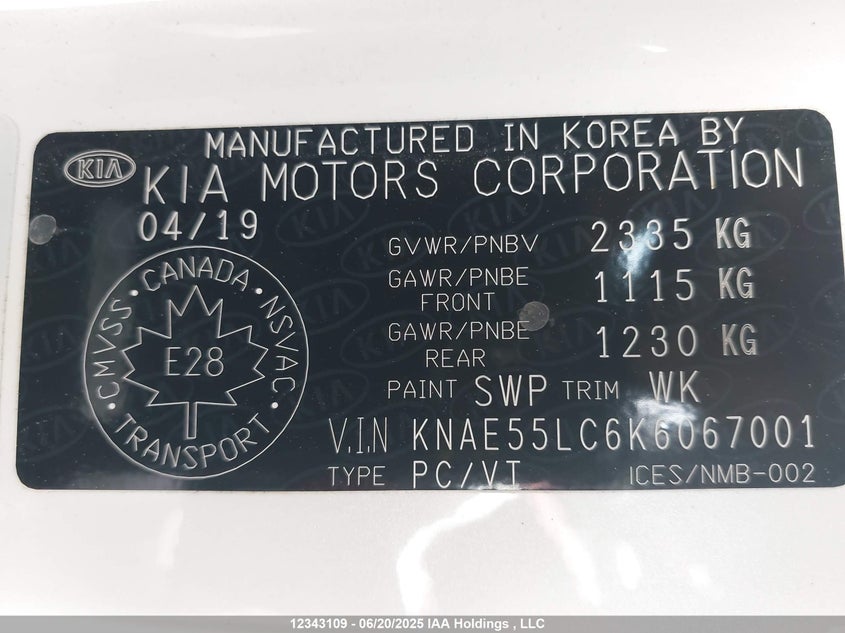 MANUFACTURED IN KOREA BY
KIA
KIA MOTORS CORPORATION
04/19
GVWR/PNBV 2335 KG
GAWR/PNBE FRONT 1115 KG
GAWR/PNBE REAR 1230 KG
CANADA
CMVSS
NSVAC
E28
TRANSPORT
PAINT SWP TRIM WK
V.I.N KNAE55LC6K6067001
TYPE PC/VT ICES/NMB-002
12343109 - 06/20/2025 IAA Holdings , LLC